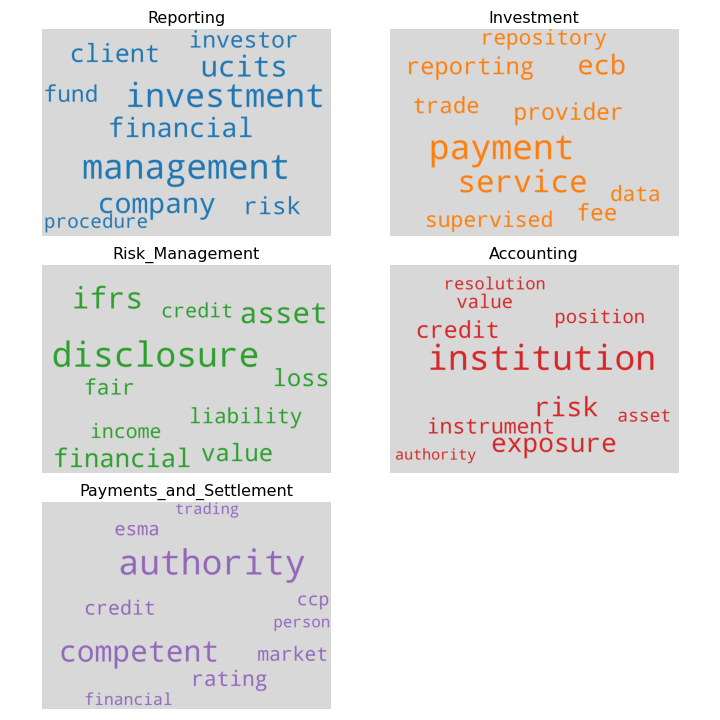 Reporting
investor
client
ucits
fund
investment
financial
management
company
risk
procedure
Investment
repository
reporting
ecb
trade
provider
payment
service
data
supervised
fee
Risk_Management
ifrs
credit
asset
disclosure
loss
fair
liability
income
financial
value
Accounting
resolution
value
position
credit
institution
risk
asset
instrument
exposure
authority
Payments_and_Settlement
trading
esma
authority
ccp
credit
person
competent
market
rating
financial